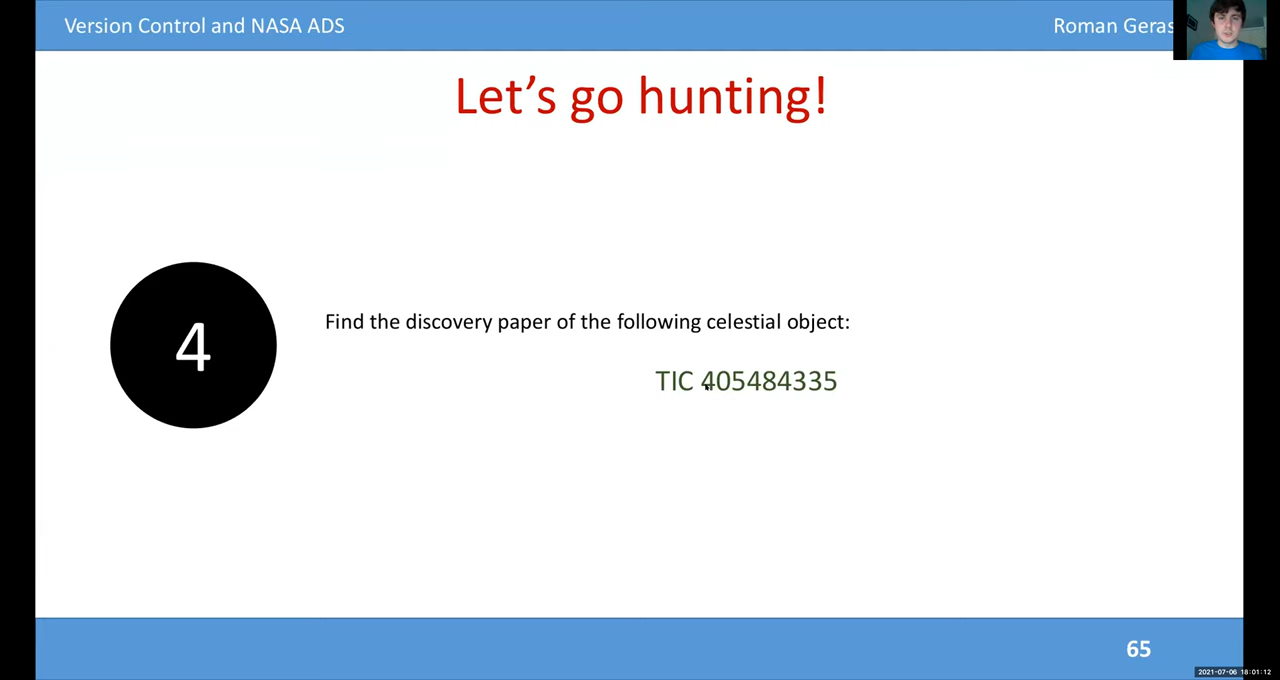 Version Control and NASA ADS
Roman Geras
Let's go hunting!
4
Find the discovery paper of the following celestial object:
TIC 405484335
65
2021-07-06 18:01:12